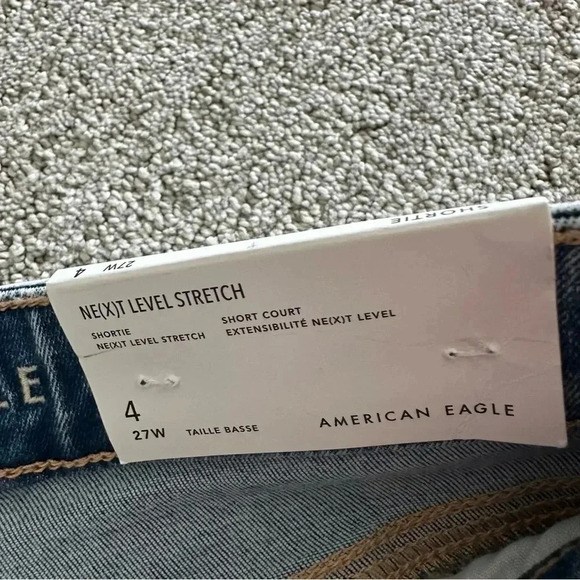 SHORTIE
4 27W
NE(X)T LEVEL STRETCH
SHORTIE
NE(X)T LEVEL STRETCH
SHORT COURT
EXTENSIBILITÉ NE(X)T LEVEL
4
27W
TAILLE BASSE
AMERICAN EAGLE
LE